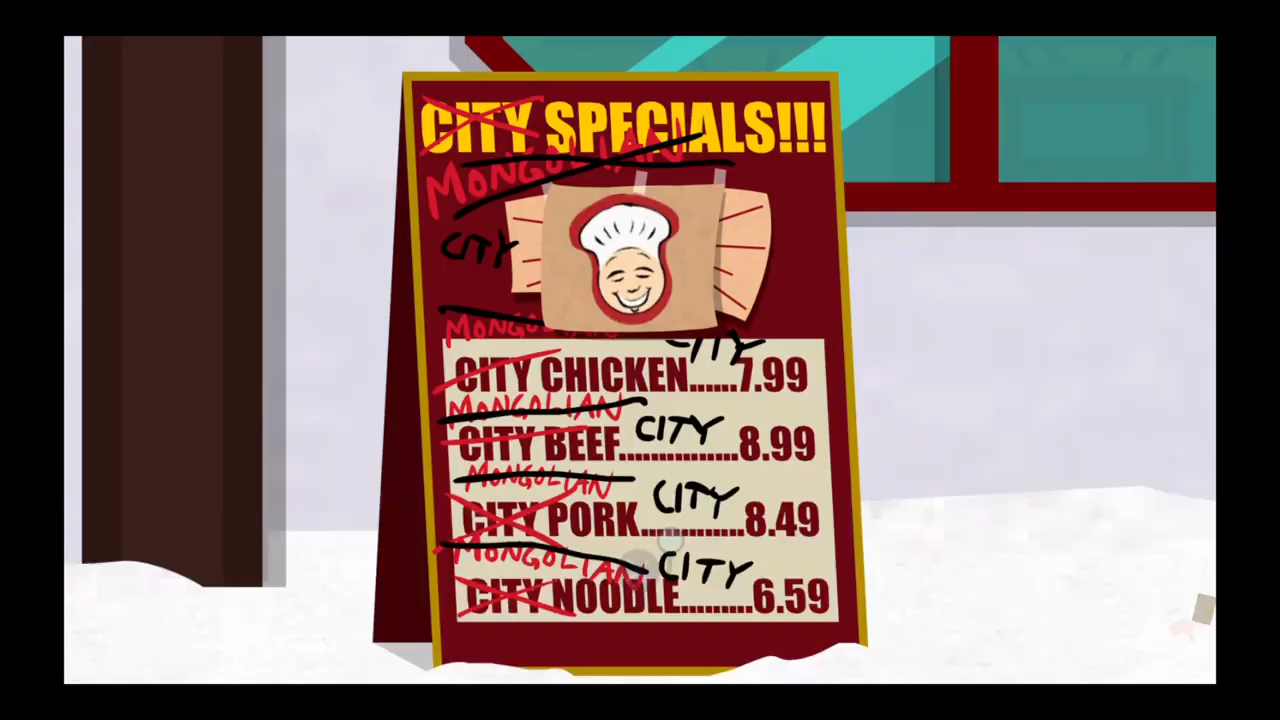 CITY SPECIALS!!!
MONGOLIAN
CITY
MONGOLIAN
CITY
CITY CHICKEN......7.99
MONGOLIAN
CITY
CITY BEEF...............8.99
MONGOLIAN
CITY
CITY PORK.............8.49
MONGOLIAN
CITY
CITY NOODLE.........6.59